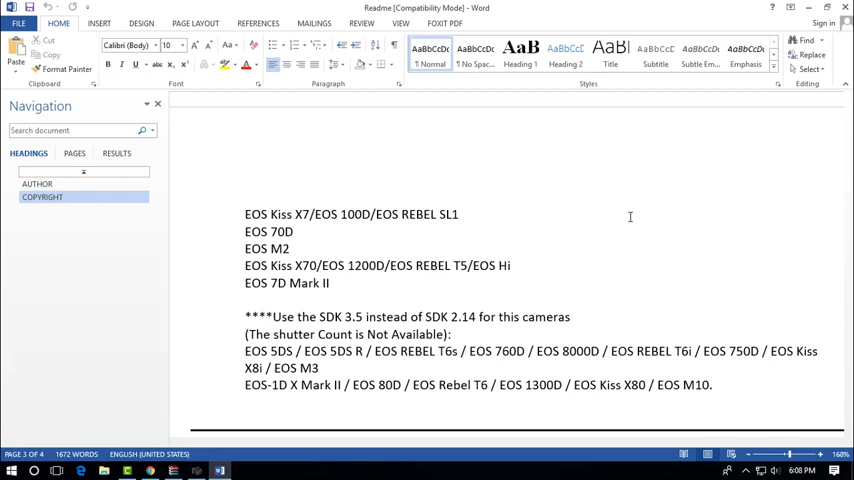 Readme [Compatibility Mode] - Word
Sign in
FILE HOME INSERT DESIGN PAGE LAYOUT REFERENCES MAILINGS REVIEW VIEW FOXIT PDF
Paste
Cut
Copy
Format Painter
Clipboard
Calibri (Body) 10
Font
Paragraph
AaBbCcDc AaBbCcDc AaBbC AaBbCcDc AaBb AaBbCcC AaBbCcDc AaBbCcDc
¶ Normal ¶ No Spac... Heading 1 Heading 2 Title Subtitle Subtle Em... Emphasis
Styles
Find
Replace
Select
Editing
Navigation
Search document
HEADINGS PAGES RESULTS
AUTHOR
COPYRIGHT
EOS Kiss X7/EOS 100D/EOS REBEL SL1
EOS 70D
EOS M2
EOS Kiss X70/EOS 1200D/EOS REBEL T5/EOS Hi
EOS 7D Mark II
****Use the SDK 3.5 instead of SDK 2.14 for this cameras
(The shutter Count is Not Available):
EOS 5DS / EOS 5DS R / EOS REBEL T6s / EOS 760D / EOS 8000D / EOS REBEL T6i / EOS 750D / EOS Kiss
X8i / EOS M3
EOS-1D X Mark II / EOS 80D / EOS Rebel T6 / EOS 1300D / EOS Kiss X80 / EOS M10.
PAGE 3 OF 4 1672 WORDS ENGLISH (UNITED STATES) 168%
6:08 PM